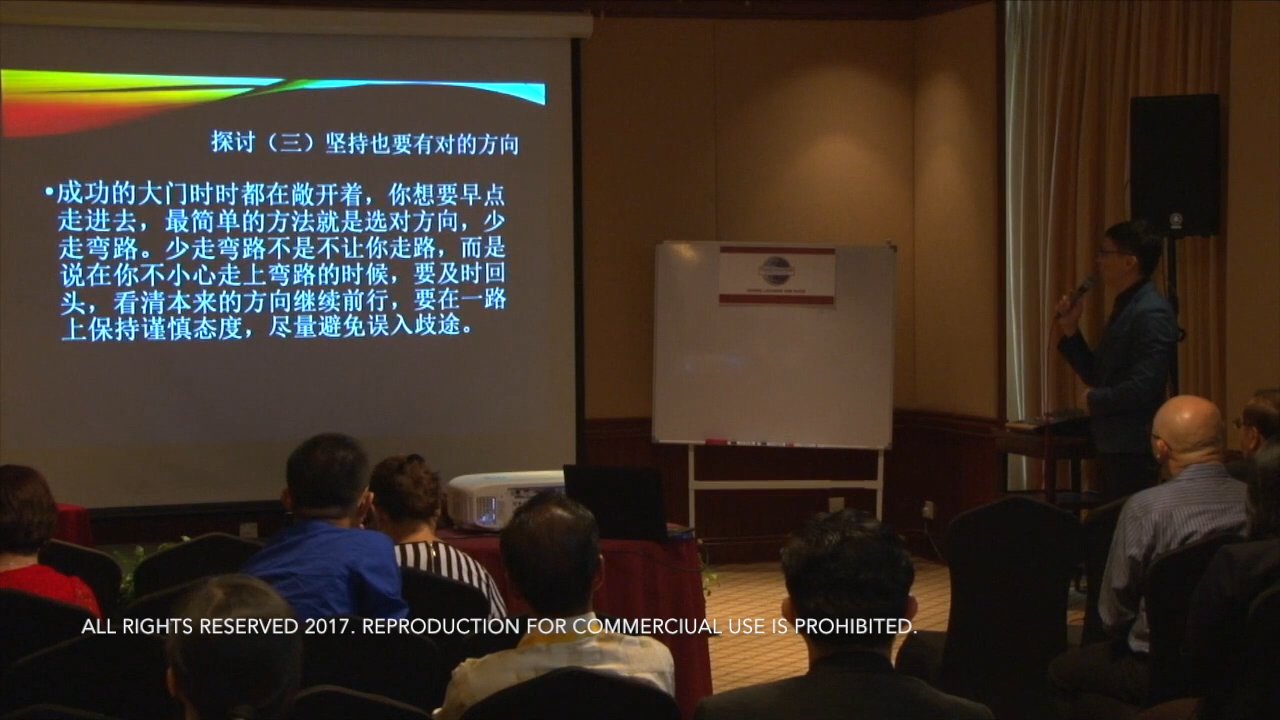 探讨（三）坚持也要有对的方向
•成功的大门时时都在敞开着，你想要早点
走进去，最简单的方法就是选对方向，少
走弯路。少走弯路不是不让你走路，而是
说在你不小心走上弯路的时候，要及时回
头，看清本来的方向继续前行，要在一路
上保持谨慎态度，尽量避免误入歧途。
ALL RIGHTS RESERVED 2017. REPRODUCTION FOR COMMERCIUAL USE IS PROHIBITED.